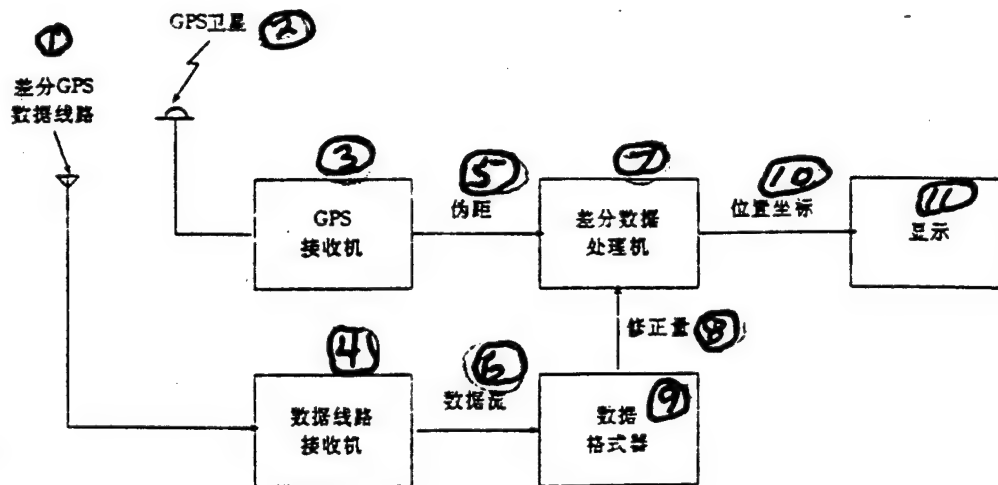 ①
GPS卫星 ②
差分GPS
数据线路
③
⑤
⑦
⑩
⑪
GPS
接收机
伪距
差分数据
处理机
位置坐标
显示
修正量 ⑧
④
⑥
⑨
数据流
数据线路
接收机
数据
格式器